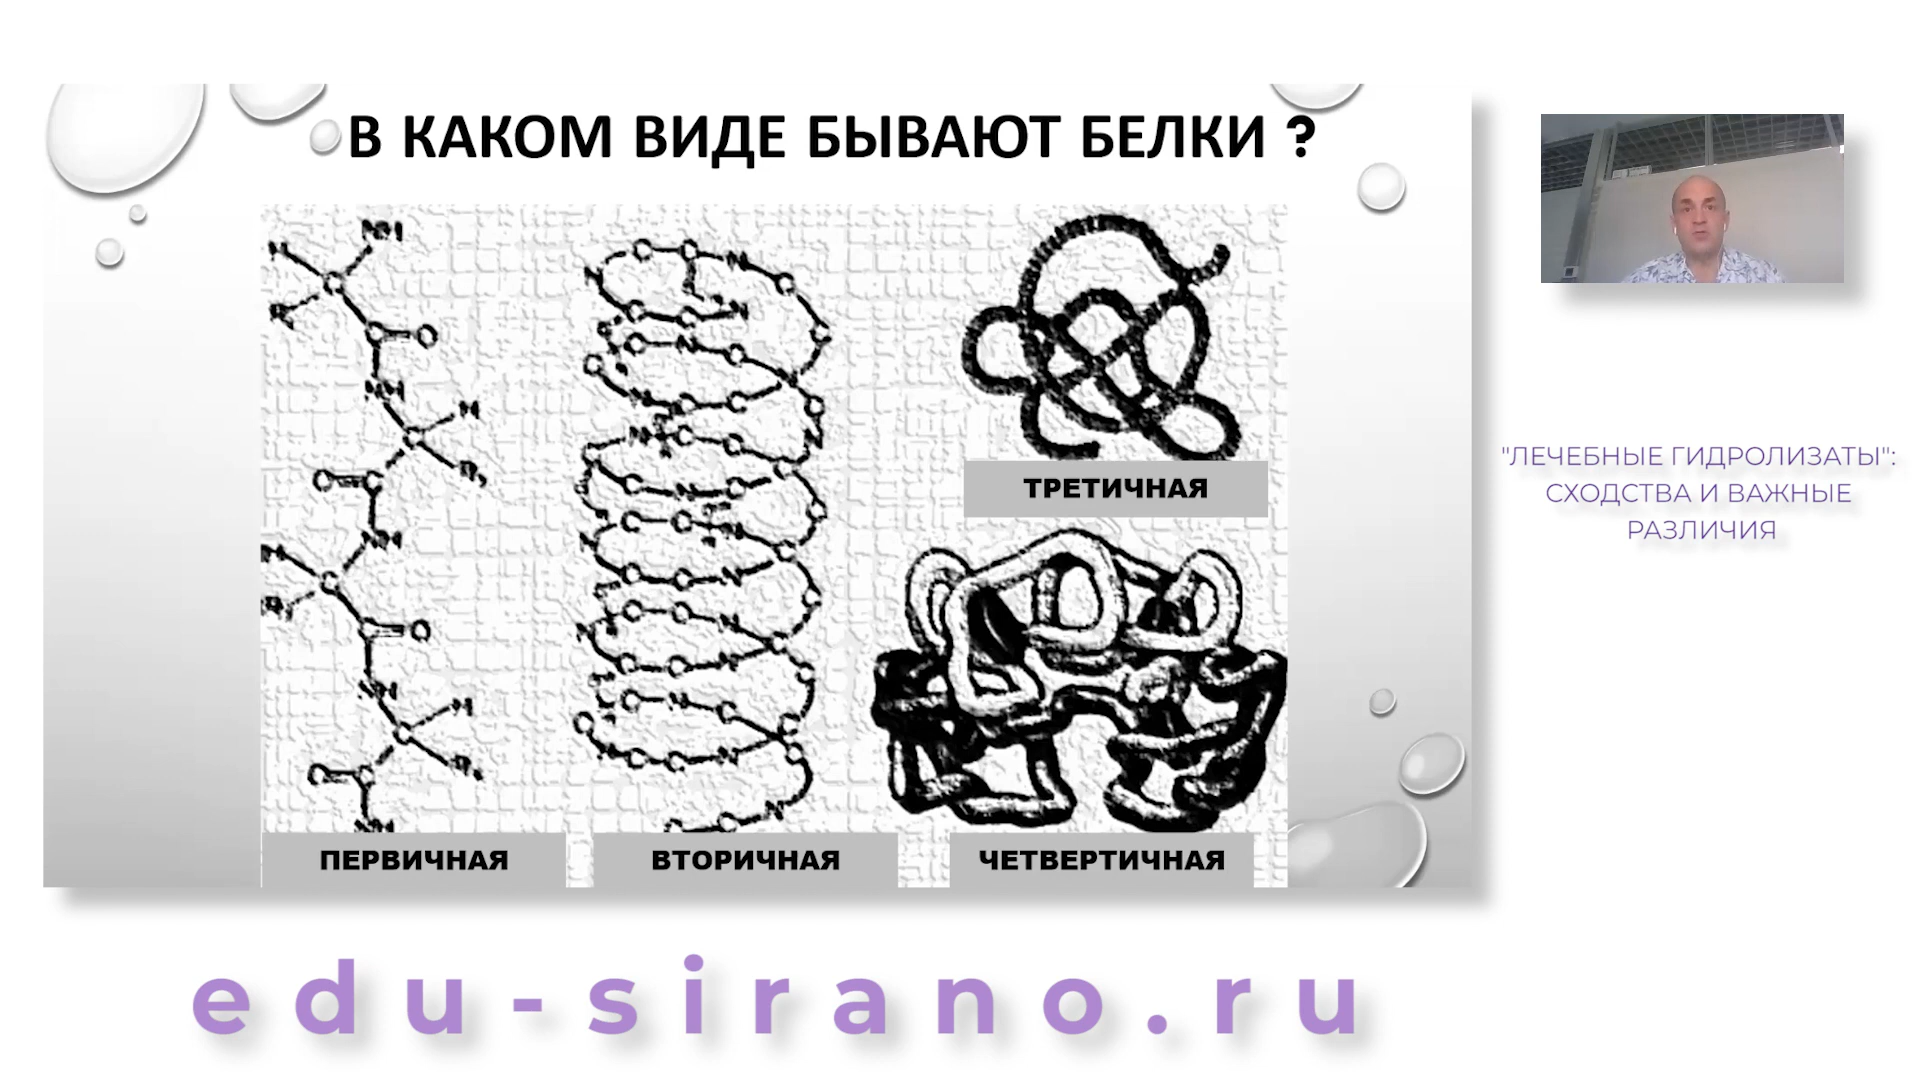 В КАКОМ ВИДЕ БЫВАЮТ БЕЛКИ ?
ТРЕТИЧНАЯ
ПЕРВИЧНАЯ
ВТОРИЧНАЯ
ЧЕТВЕРТИЧНАЯ
"ЛЕЧЕБНЫЕ ГИДРОЛИЗАТЫ":
СХОДСТВА И ВАЖНЫЕ
РАЗЛИЧИЯ
edu-sirano.ru